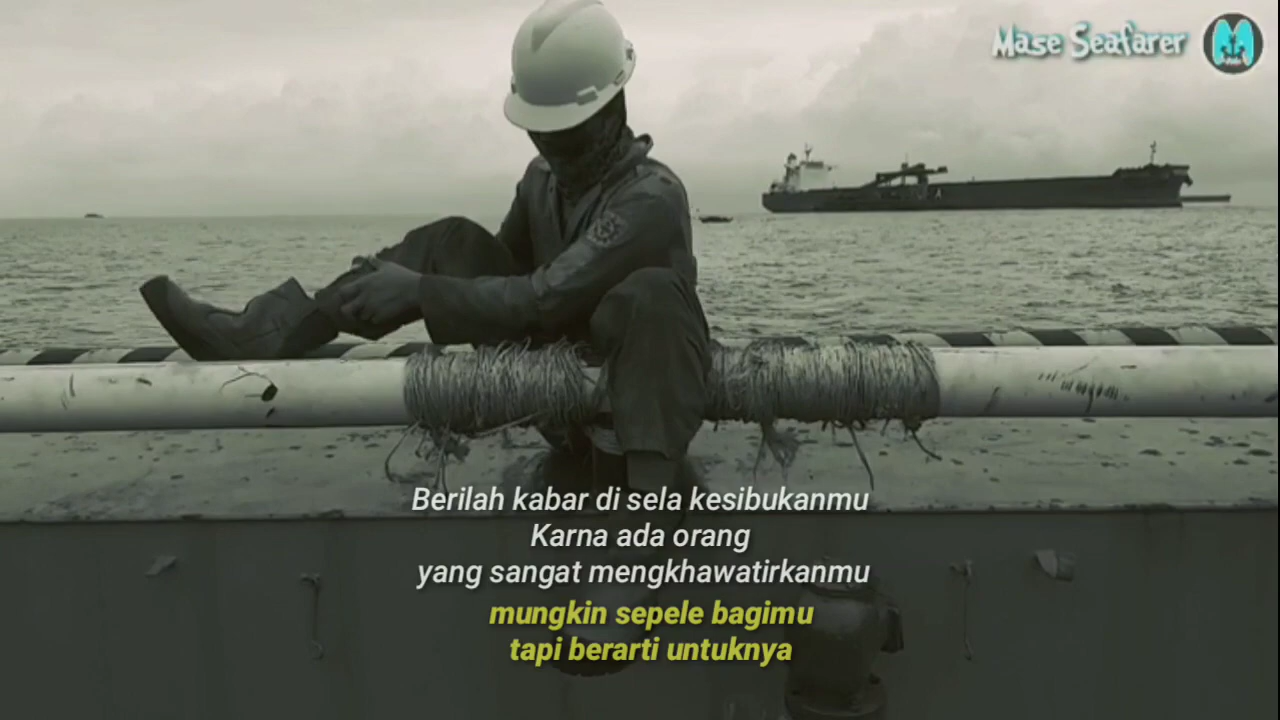 Mase Seafarer
Berilah kabar di sela kesibukanmu
Karna ada orang
yang sangat mengkhawatirkanmu
mungkin sepele bagimu
tapi berarti untuknya